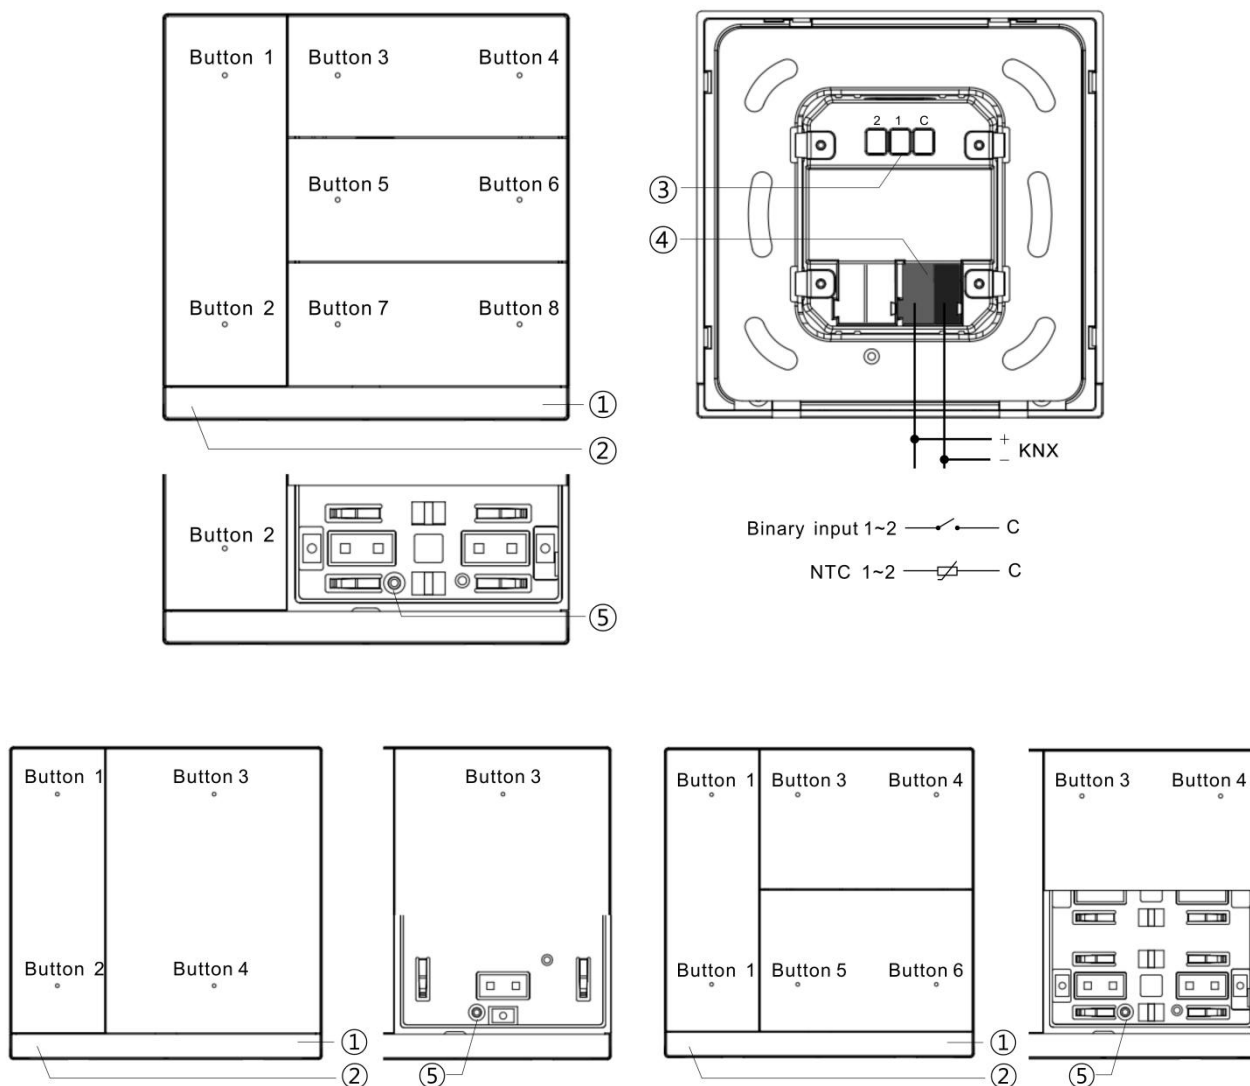 Button 1 Button 3 Button 4
Button 5 Button 6
Button 2 Button 7 Button 8
①
②
2 1 C
③
④
+
− KNX
Button 2
⑤
Binary input 1~2 C
NTC 1~2 C
Button 1 Button 3
Button 2 Button 4
①
②
Button 3
⑤
Button 1 Button 3 Button 4
Button 1 Button 5 Button 6
①
②
Button 3 Button 4
⑤